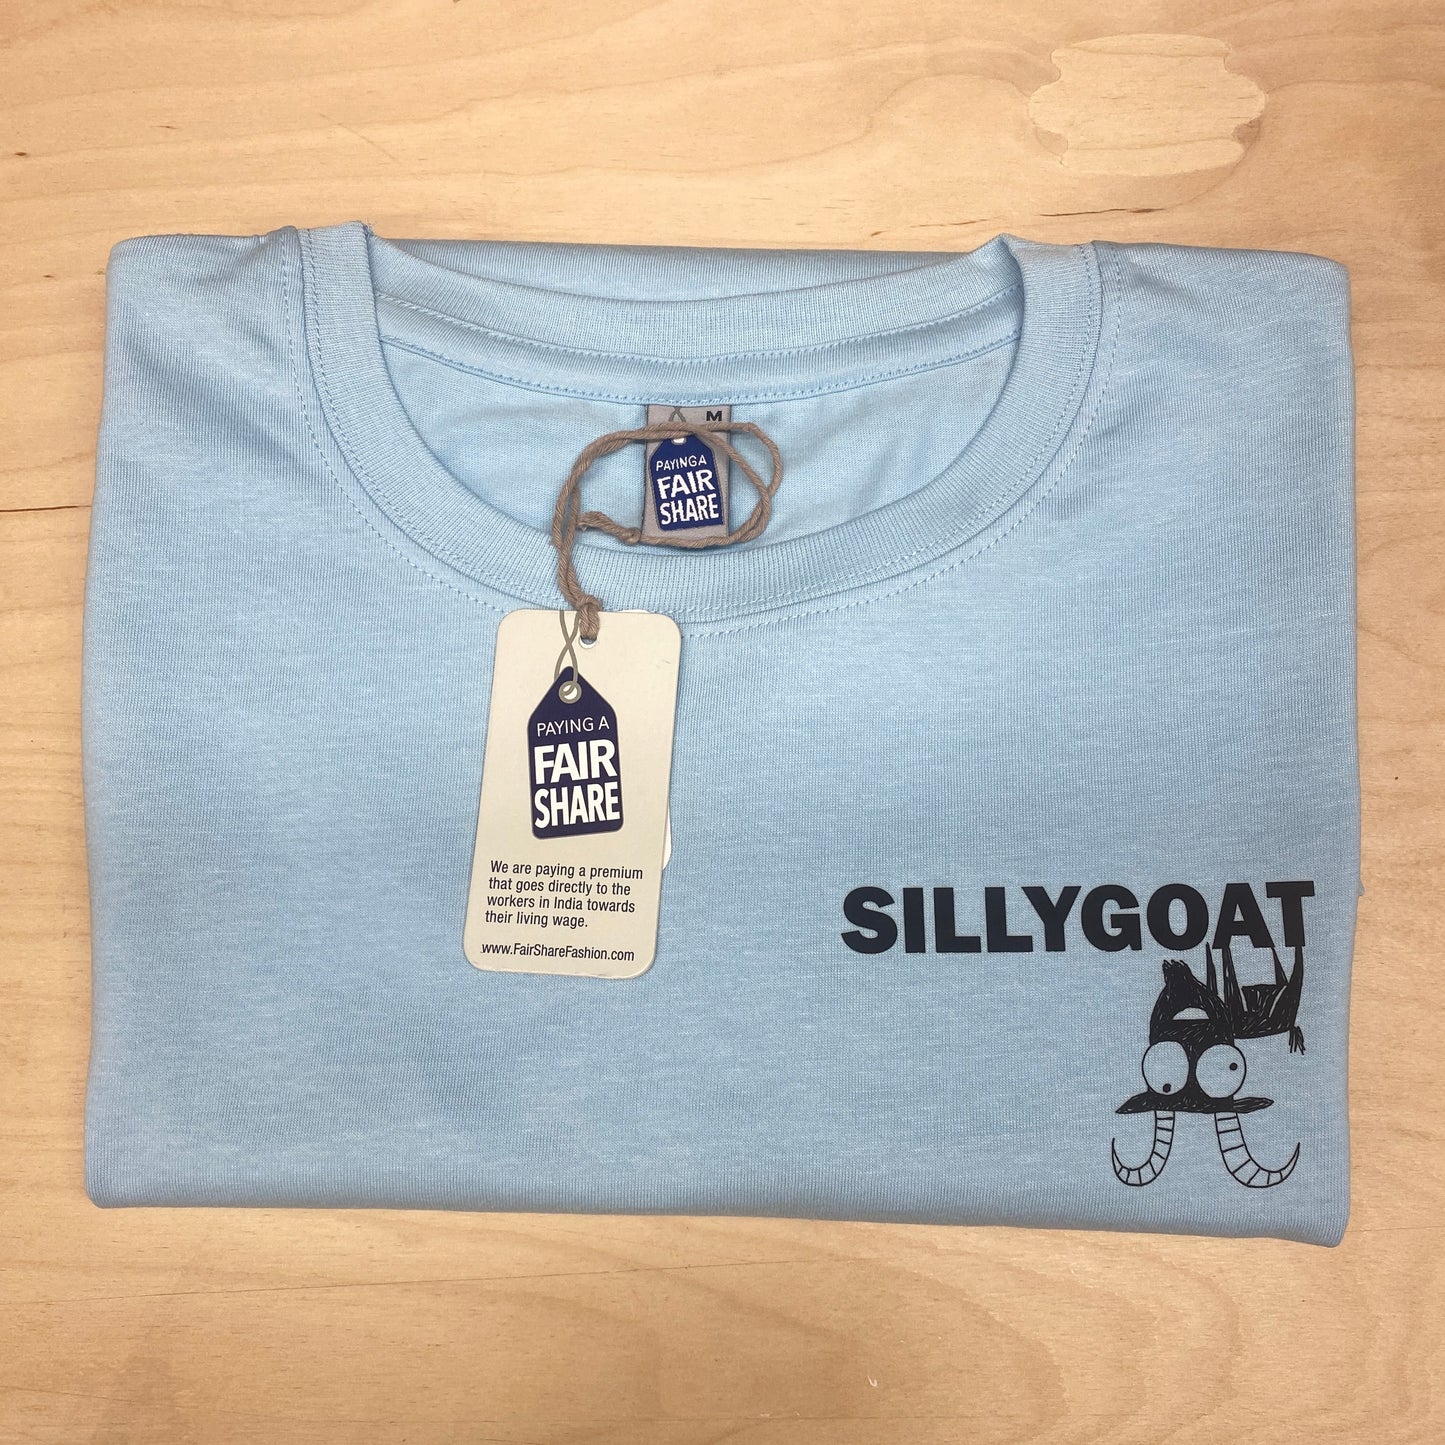 M
PAYING A
FAIR
SHARE
PAYING A
FAIR
SHARE
We are paying a premium
that goes directly to the
workers in India towards
their living wage.
www.FairShareFashion.com
SILLYGOAT